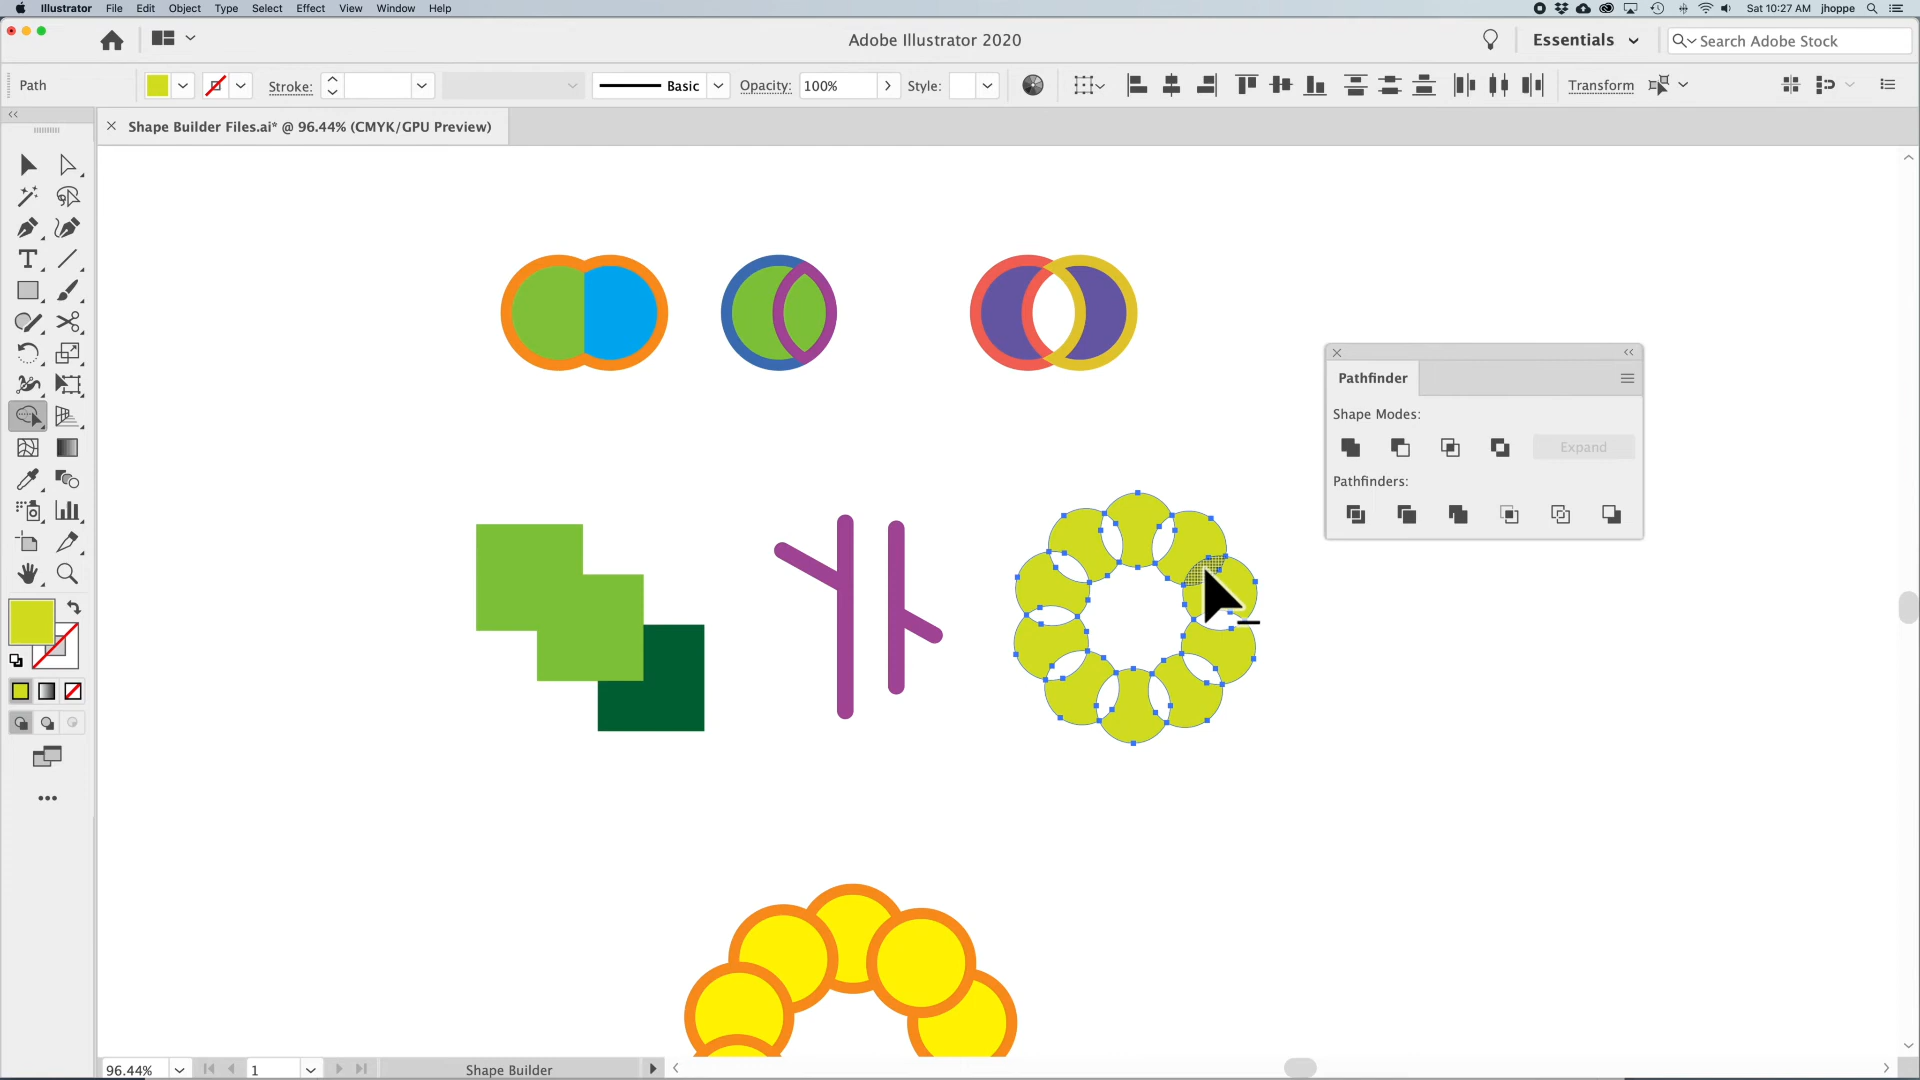 Illustrator File Edit Object Type Select Effect View Window Help Sat 10:27 AM jhoppe
Adobe Illustrator 2020 Essentials Search Adobe Stock
Path Stroke: Basic Opacity: 100% Style: Transform
Shape Builder Files.ai* @ 96.44% (CMYK/GPU Preview)
Pathfinder
Shape Modes:
Expand
Pathfinders:
96.44% 1 Shape Builder